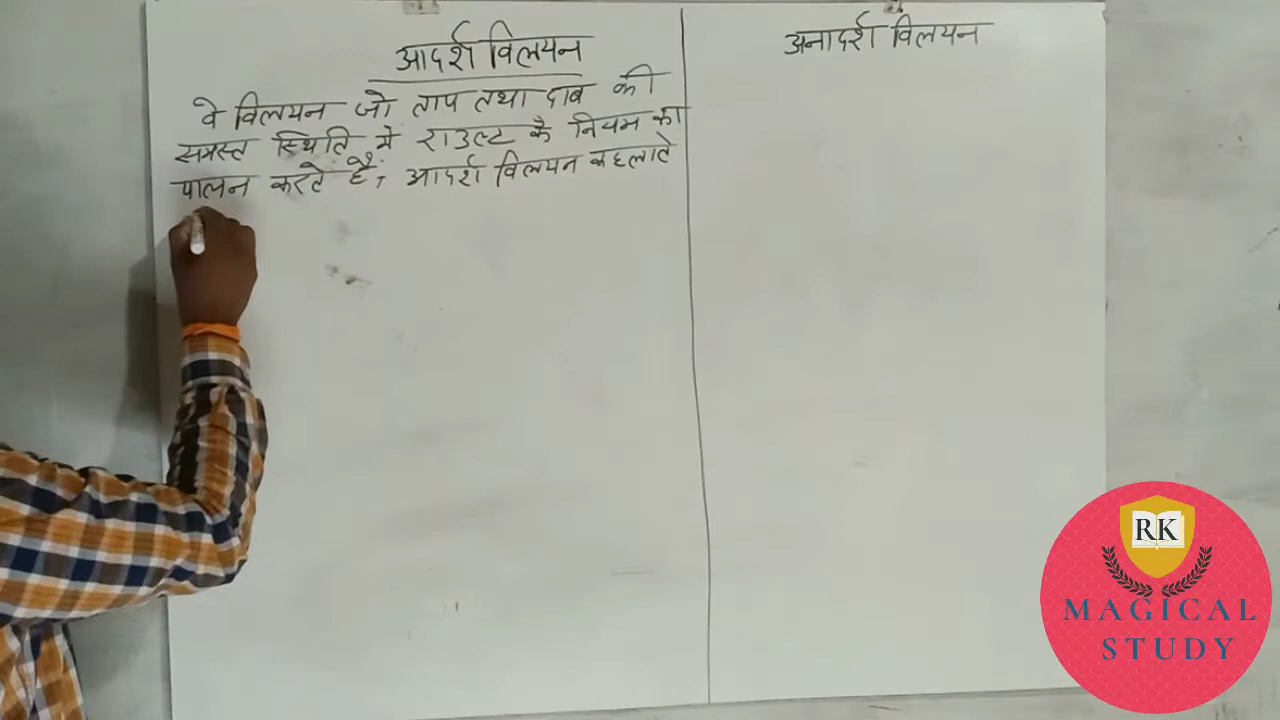 आदर्श विलयन
वे विलयन जो ताप तथा दाब की
समस्त स्थिति में राउल्ट के नियम का
पालन करते है, आदर्श विलयन कहलाते
अनादर्श विलयन
RK
MAGICAL
STUDY